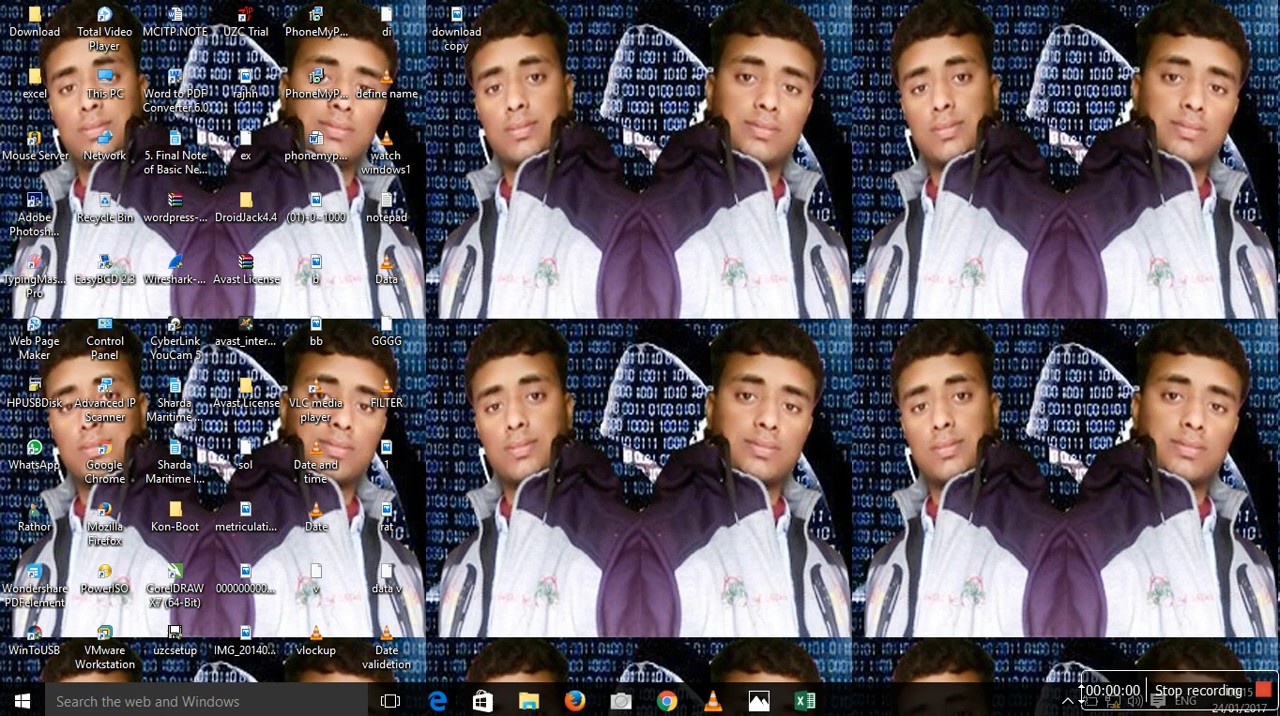 Download
Total Video Player
MCITP.NOTE
UZC Trial
PhoneMyP...
di
download copy
excel
This PC
Word to PDF Converter 6.0
rajnn
PhoneMyP...
define name
Mouse Server
Network
5. Final Note of Basic Ne...
ex
phonemyp...
watch windows1
Adobe Photosh...
Recycle Bin
wordpress-...
DroidJack4.4
(01)-0~1000
notepad
TypingMas... Pro
EasyBCD 2.3
Wireshark-...
Avast License
b
Data
Web Page Maker
Control Panel
CyberLink YouCam 5
avast_inter...
bb
GGGG
HPUSBDisk
Advanced IP Scanner
Sharda Maritime ...
Avast License
VLC media player
FILTER
WhatsApp
Google Chrome
Sharda Maritime I...
sol
Date and time
1
Rathor
Mozilla Firefox
Kon-Boot
metriculati...
Date
rat
Wondershare PDFelement
PowerISO
CorelDRAW X7 (64-Bit)
000000000...
v
data v
WinToUSB
VMware Workstation
uzcsetup
IMG_20140...
vlockup
Date validetion
Search the web and Windows
00:00:00
Stop recording
ENG
24/01/2017